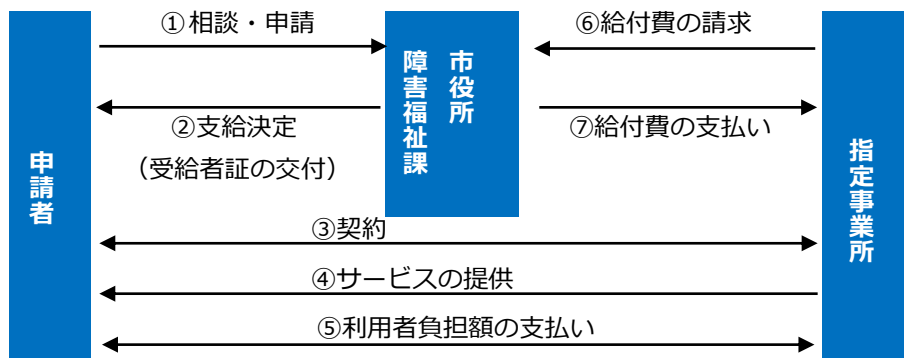 ①相談・申請
⑥給付費の請求
市役所
障害福祉課
②支給決定
（受給者証の交付）
⑦給付費の支払い
申請者
指定事業所
③契約
④サービスの提供
⑤利用者負担額の支払い